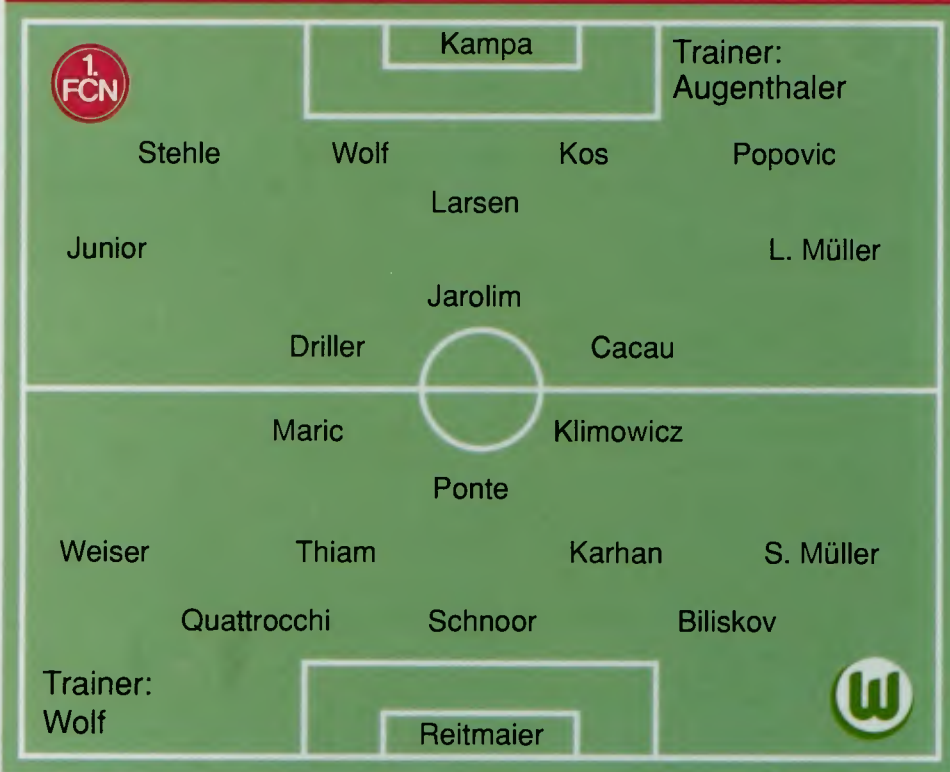 Kampa
1.
FCN
Trainer:
Augenthaler
Stehle Wolf Kos Popovic
Larsen
Junior L. Müller
Jarolim
Driller Cacau
Maric Klimowicz
Ponte
Weiser Thiam Karhan S. Müller
Quattrocchi Schnoor Biliskov
Trainer:
Wolf
W
Reitmaier